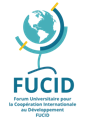 FUCID
Forum Universitaire pour
la Coopération Internationale
au Développement
FUCID